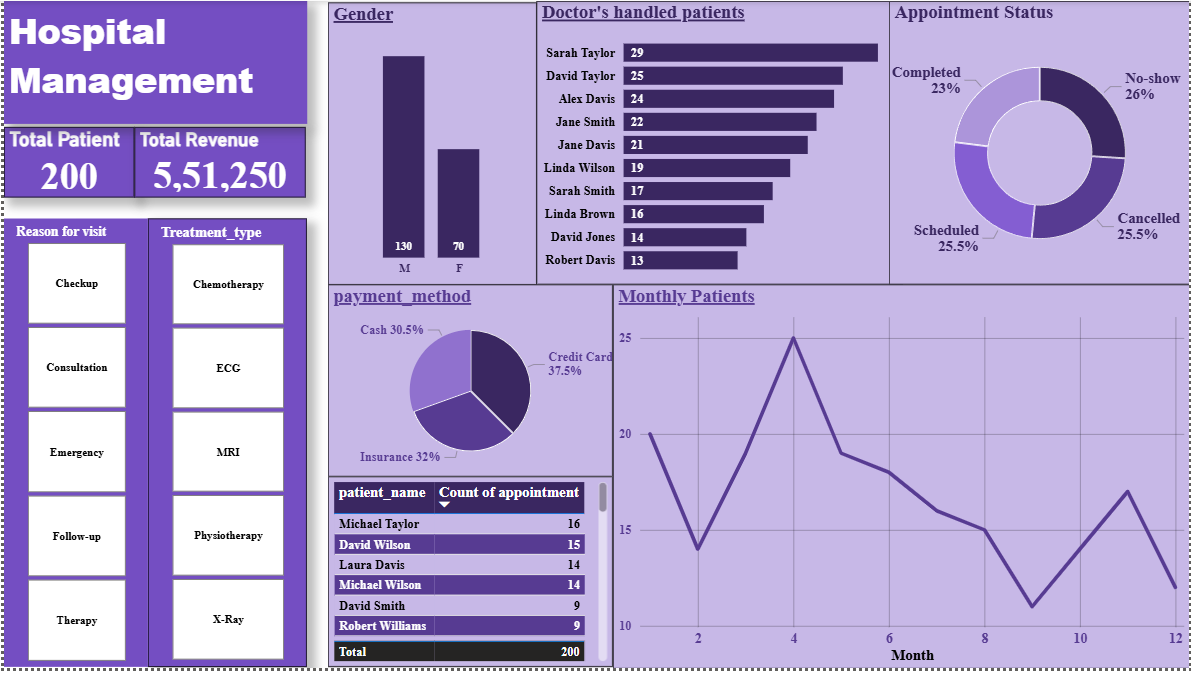 Hospital
Management
Total Patient
200
Total Revenue
5,51,250
Reason for visit
Checkup
Consultation
Emergency
Follow-up
Therapy
Treatment_type
Chemotherapy
ECG
MRI
Physiotherapy
X-Ray
Gender
130
70
M
F
Doctor's handled patients
Sarah Taylor 29
David Taylor 25
Alex Davis 24
Jane Smith 22
Jane Davis 21
Linda Wilson 19
Sarah Smith 17
Linda Brown 16
David Jones 14
Robert Davis 13
Appointment Status
Completed
23%
No-show
26%
Scheduled
25.5%
Cancelled
25.5%
payment_method
Cash 30.5%
Credit Card
37.5%
Insurance 32%
patient_name Count of appointment
Michael Taylor 16
David Wilson 15
Laura Davis 14
Michael Wilson 14
David Smith 9
Robert Williams 9
Total 200
Monthly Patients
25
20
15
10
2 4 6 8 10 12
Month